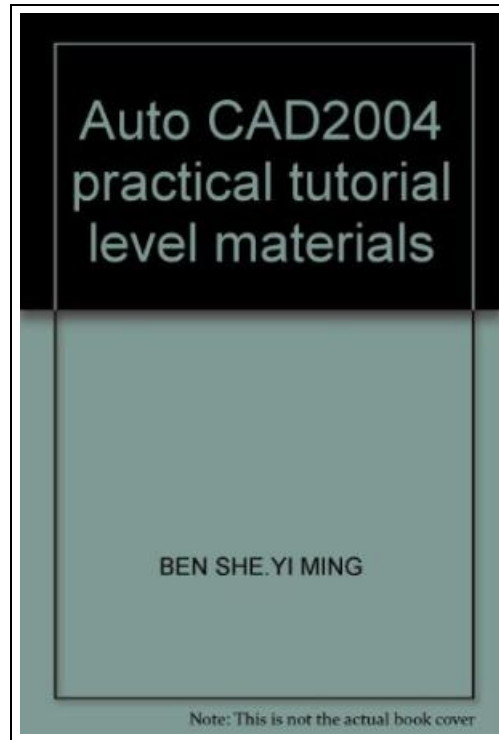 Auto CAD2004
practical tutorial
level materials
BEN SHE.YI MING
Note: This is not the actual book cover